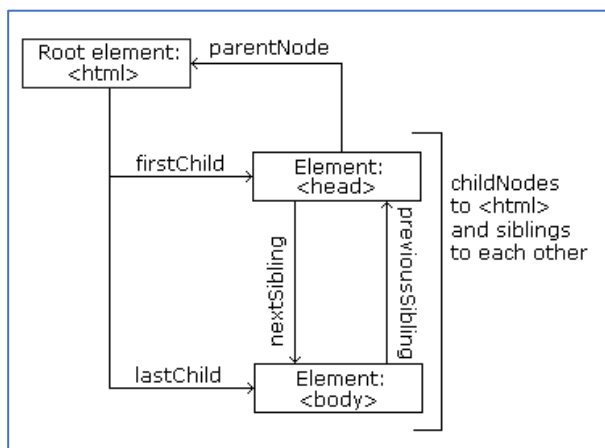 Root element:
<html>
parentNode
firstChild
Element:
<head>
childNodes
to <html>
and siblings
to each other
nextSibling
previousSibling
lastChild
Element:
<body>